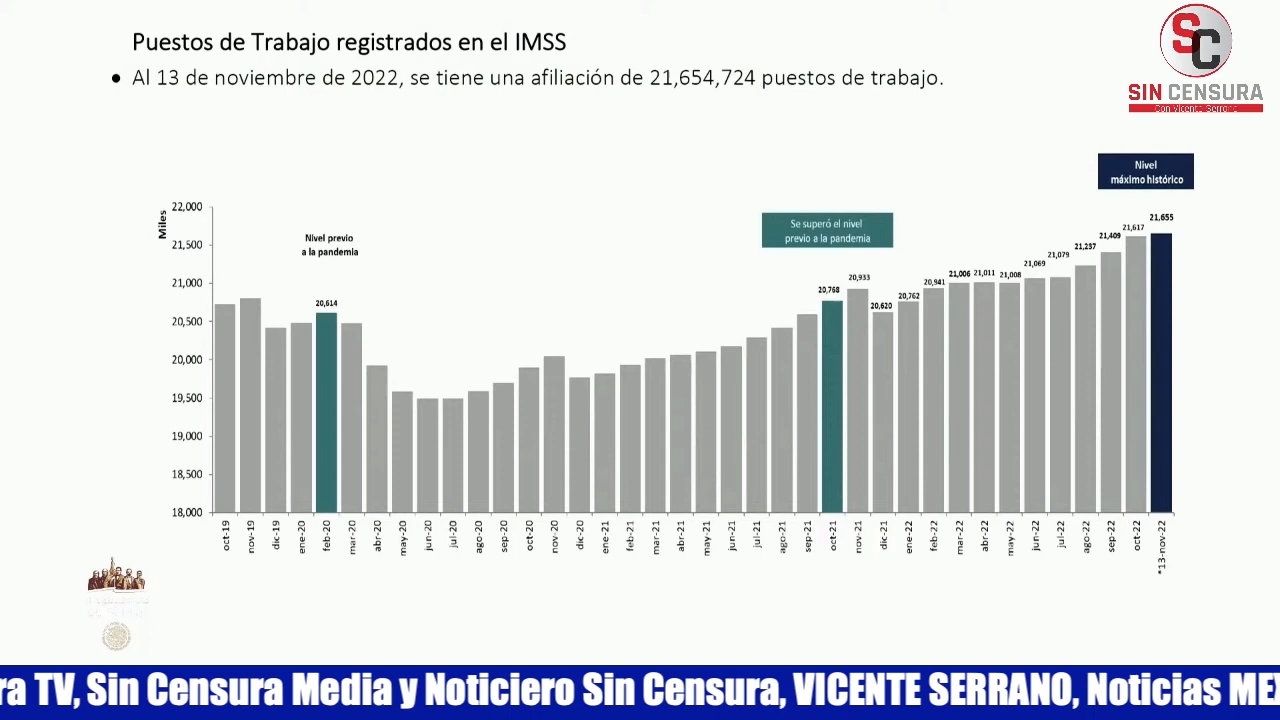 Puestos de Trabajo registrados en el IMSS
• Al 13 de noviembre de 2022, se tiene una afiliación de 21,654,724 puestos de trabajo.
SC
SIN CENSURA
Con Vicente Serrano
Nivel
máximo histórico
Miles
22,000
21,500
21,000
20,500
20,000
19,500
19,000
18,500
18,000
Nivel previo
a la pandemia
Se superó el nivel
previo a la pandemia
20,614
20,768
20,933
20,620
20,762
20,941
21,006
21,011
21,008
21,069
21,079
21,237
21,409
21,617
21,655
oct-19
nov-19
dic-19
ene-20
feb-20
mar-20
abr-20
may-20
jun-20
jul-20
ago-20
sep-20
oct-20
nov-20
dic-20
ene-21
feb-21
mar-21
abr-21
may-21
jun-21
jul-21
ago-21
sep-21
oct-21
nov-21
dic-21
ene-22
feb-22
mar-22
abr-22
may-22
jun-22
jul-22
ago-22
sep-22
oct-22
*13-nov-22
ra TV, Sin Censura Media y Noticiero Sin Censura, VICENTE SERRANO, Noticias MEX